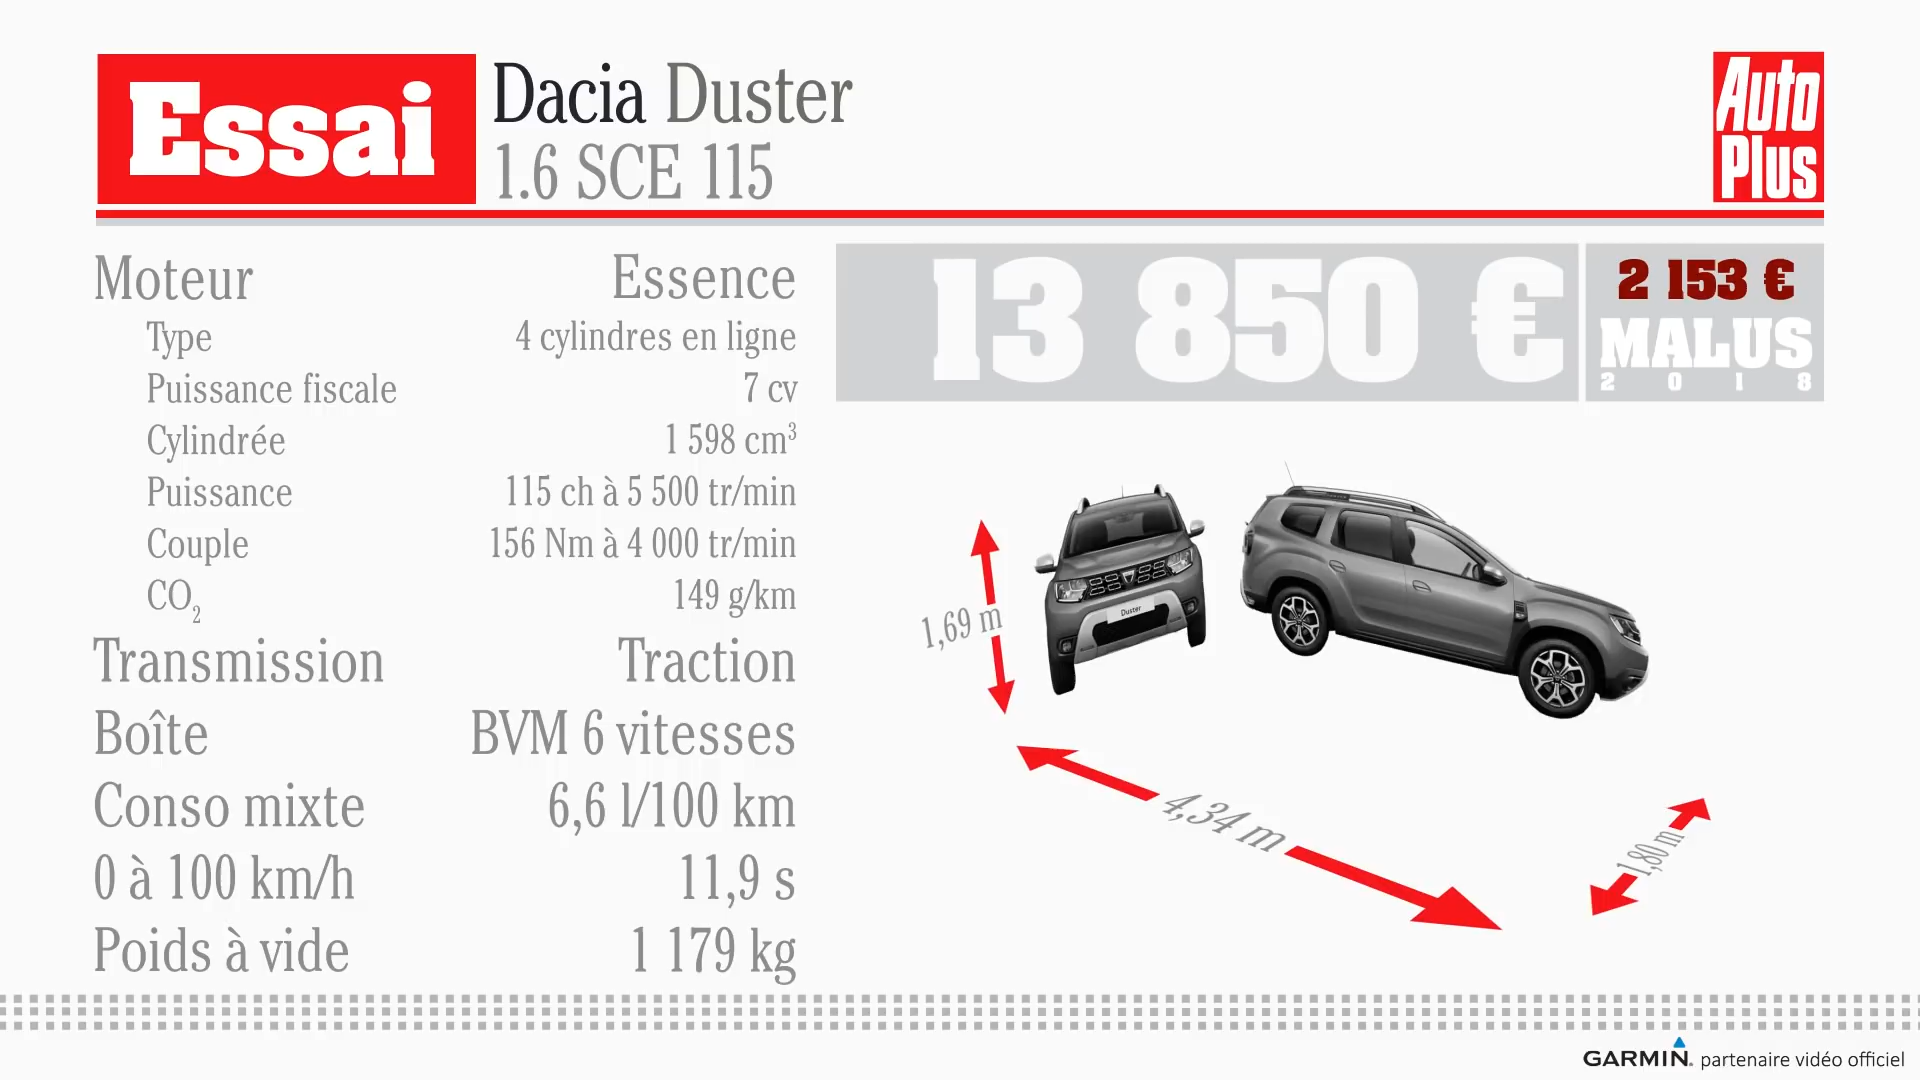 Essai
Dacia Duster
1.6 SCE 115
Auto
Plus
Moteur Essence
Type 4 cylindres en ligne
Puissance fiscale 7 cv
Cylindrée 1 598 cm³
Puissance 115 ch à 5 500 tr/min
Couple 156 Nm à 4 000 tr/min
CO₂ 149 g/km
Transmission Traction
Boîte BVM 6 vitesses
Conso mixte 6,6 l/100 km
0 à 100 km/h 11,9 s
Poids à vide 1 179 kg
13 850 €
2 153 €
MALUS
2018
Duster
1,69 m
4,34 m
1,80 m
GARMIN. partenaire vidéo officiel